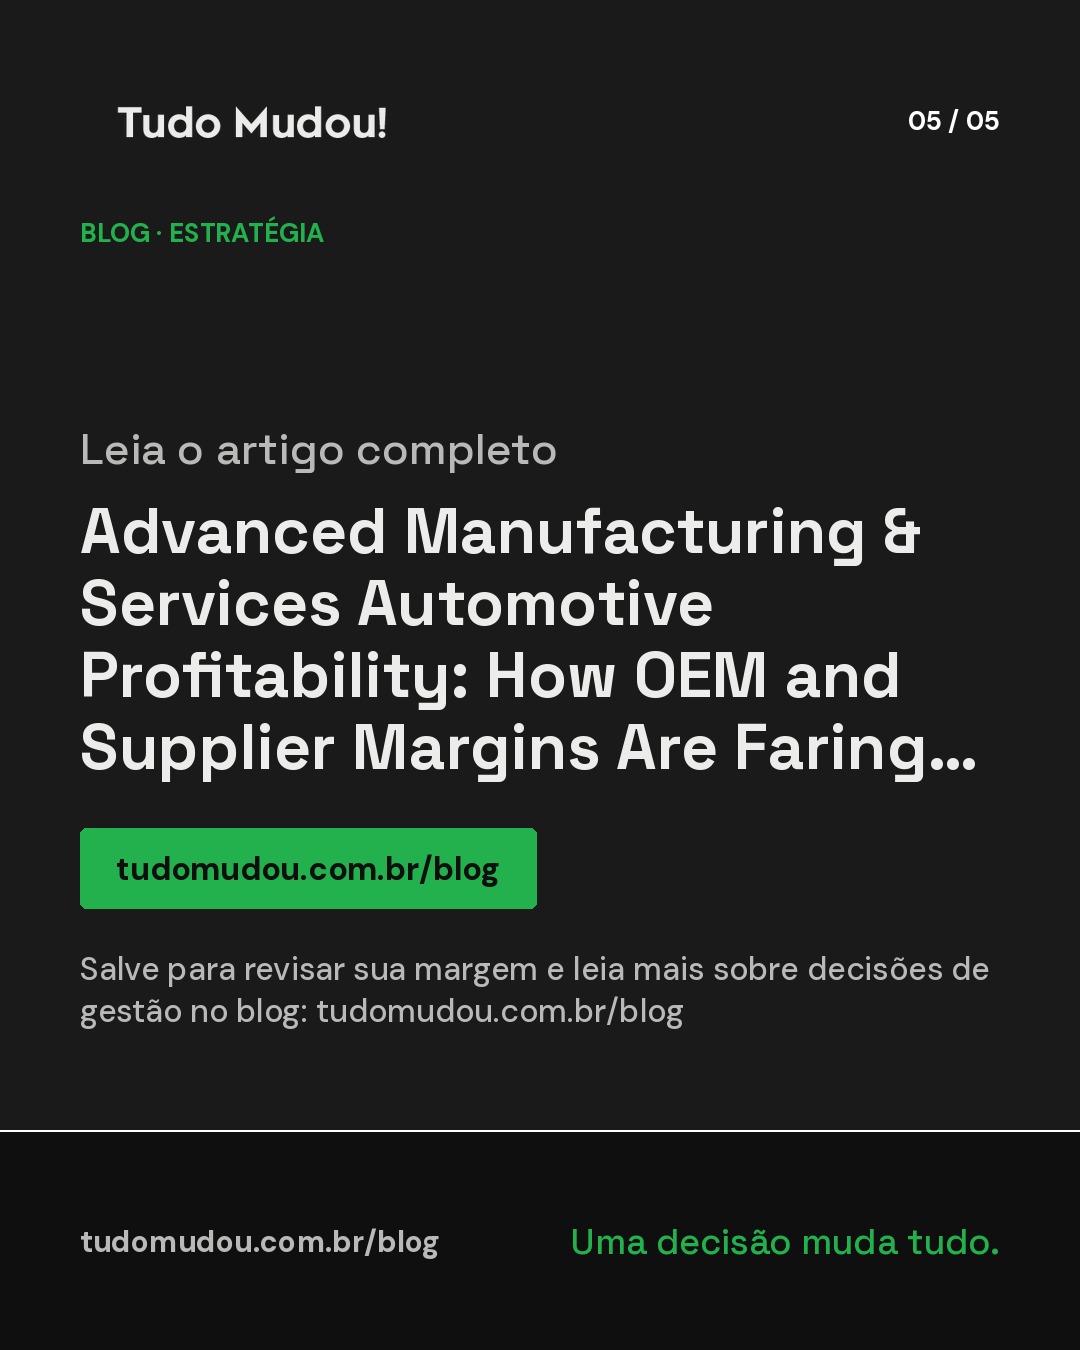 Tudo Mudou!
05 / 05
BLOG · ESTRATÉGIA
Leia o artigo completo
Advanced Manufacturing &
Services Automotive
Profitability: How OEM and
Supplier Margins Are Faring...
tudomudou.com.br/blog
Salve para revisar sua margem e leia mais sobre decisões de
gestão no blog: tudomudou.com.br/blog
tudomudou.com.br/blog
Uma decisão muda tudo.